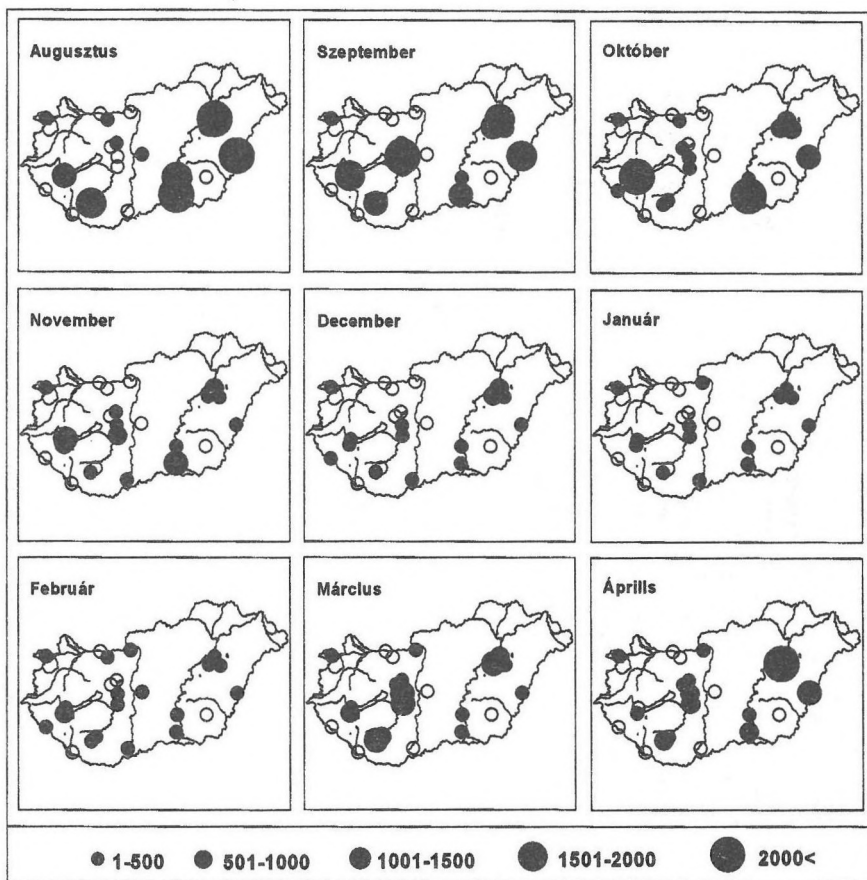 Augusztus
Szeptember
Október
November
December
Január
Február
Március
Április
1-500
501-1000
1001-1500
1501-2000
2000<